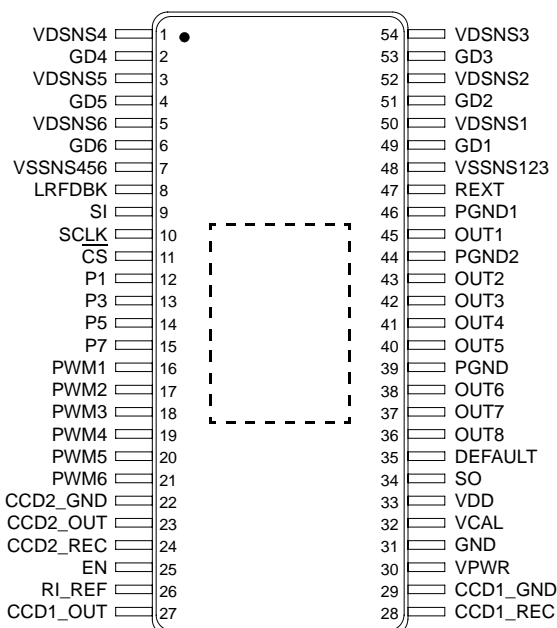 VDSNS4 1 54 VDSNS3
GD4 2 53 GD3
VDSNS5 3 52 VDSNS2
GD5 4 51 GD2
VDSNS6 5 50 VDSNS1
GD6 6 49 GD1
VSSNS456 7 48 VSSNS123
LRFDBK 8 47 REXT
SI 9 46 PGND1
SCLK 10 45 OUT1
CS 11 44 PGND2
P1 12 43 OUT2
P3 13 42 OUT3
P5 14 41 OUT4
P7 15 40 OUT5
PWM1 16 39 PGND
PWM2 17 38 OUT6
PWM3 18 37 OUT7
PWM4 19 36 OUT8
PWM5 20 35 DEFAULT
PWM6 21 34 SO
CCD2_GND 22 33 VDD
CCD2_OUT 23 32 VCAL
CCD2_REC 24 31 GND
EN 25 30 VPWR
RI_REF 26 29 CCD1_GND
CCD1_OUT 27 28 CCD1_REC